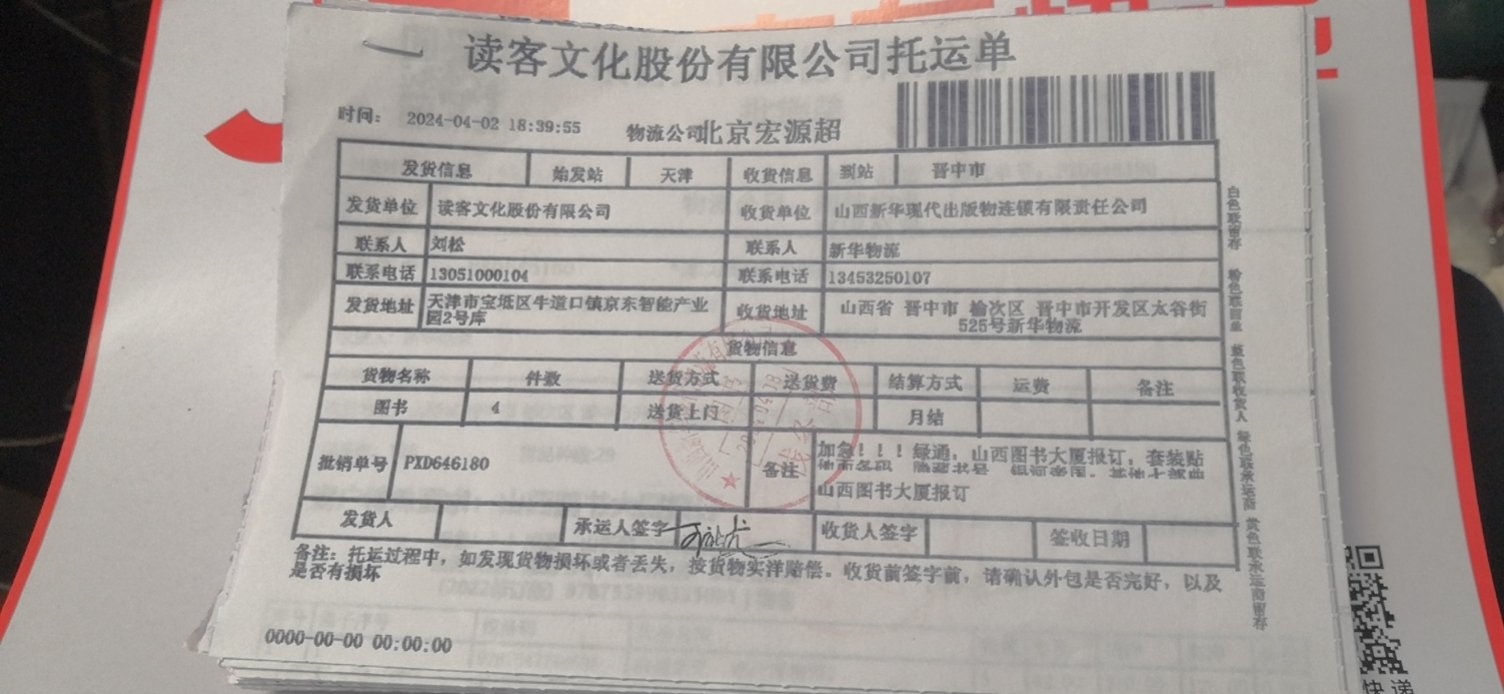 读客文化股份有限公司托运单
时间： 2024-04-02 18:39:55 物流公司北京宏源超
发货信息 始发站 天津 收货信息 到站 晋中市
发货单位 读客文化股份有限公司 收货单位 山西新华现代出版物连锁有限责任公司
联系人 刘松 联系人 新华物流
联系电话 13051000104 联系电话 13453250107
发货地址 天津市宝坻区牛道口镇京东智能产业 收货地址 山西省 晋中市 榆次区 晋中市开发区太谷街
园2号库 525号新华物流
货物信息
货物名称 件数 送货方式 送货费 结算方式 运费 备注
图书 4 送货上门 月结
批销单号 PXD646180 备注 加急！！！绿通，山西图书大厦报订，套装贴
山西图书大厦报订
发货人 承运人签字 收货人签字 签收日期
备注：托运过程中，如发现货物损坏或者丢失，按货物实洋赔偿。收货前签字前，请确认外包是否完好，以及
是否有损坏
0000-00-00 00:00:00
白色联留存 粉色联回单 蓝色联收货人 绿色联承运商 黄色联承运商留存
快递